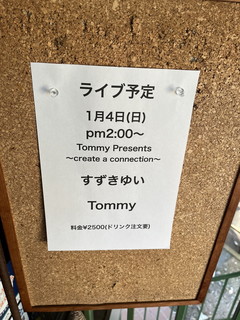 ライブ予定
1月4日(日)
pm2:00〜
Tommy Presents
〜create a connection〜
すずきゆい
Tommy
料金¥2500(ドリンク注文要)